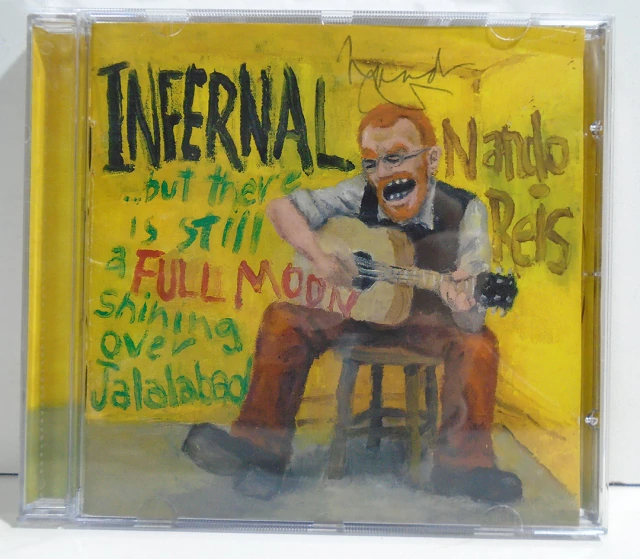 INFERNAL
...but there
is still
a FULL MOON
shining
over
Jalalabad
Nando
Reis